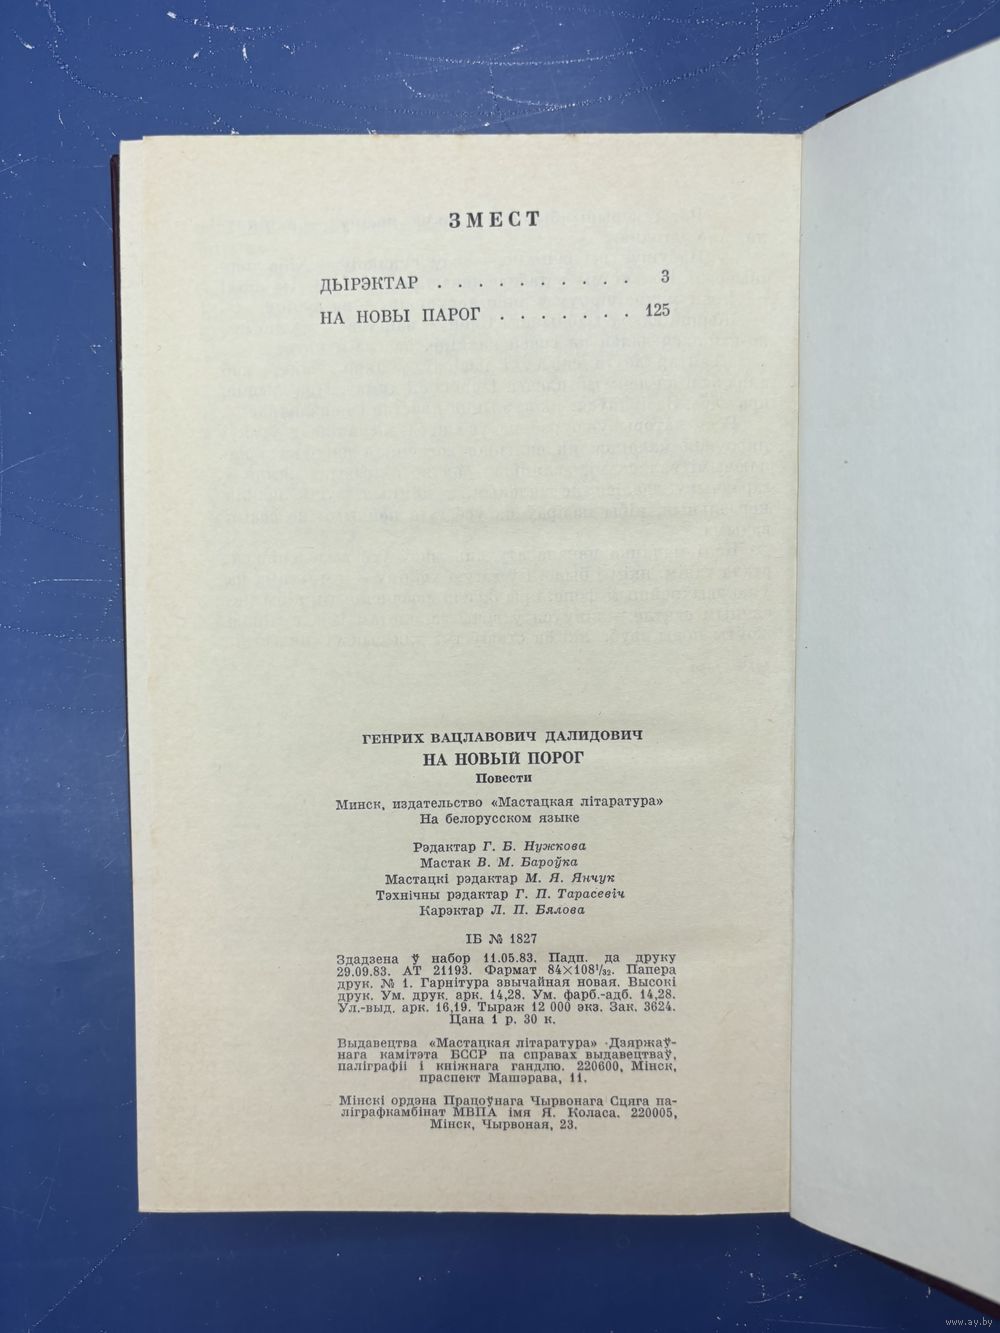 ЗМЕСТ
ДЫРЭКТАР . . . . . . . . . . 3
НА НОВЫ ПАРОГ . . . . . . . 125
ГЕНРИХ ВАЦЛАВОВИЧ ДАЛИДОВИЧ
НА НОВЫЙ ПОРОГ
Повести
Минск, издательство «Мастацкая літаратура»
На белорусском языке
Рэдактар Г. Б. Нужкова
Мастак В. М. Бароўка
Мастацкі рэдактар М. Я. Янчук
Тэхнічны рэдактар Г. П. Тарасевіч
Карэктар Л. П. Бялова
ІБ № 1827
Здадзена ў набор 11.05.83. Падп. да друку
29.09.83. АТ 21193. Фармат 84×108¹/₃₂. Папера
друк. № 1. Гарнітура звычайная новая. Высокі
друк. Ум. друк. арк. 14,28. Ум. фарб.-адб. 14,28.
Ул.-выд. арк. 16,19. Тыраж 12 000 экз. Зак. 3624.
Цана 1 р. 30 к.
Выдавецтва «Мастацкая літаратура» Дзяржаў-
нага камітэта БССР па справах выдавецтваў,
паліграфіі і кніжнага гандлю. 220600, Мінск,
праспект Машэрава, 11.
Мінскі ордэна Працоўнага Чырвонага Сцяга па-
ліграфкамбінат МВПА імя Я. Коласа. 220005,
Мінск, Чырвоная, 23.
www.ay.by